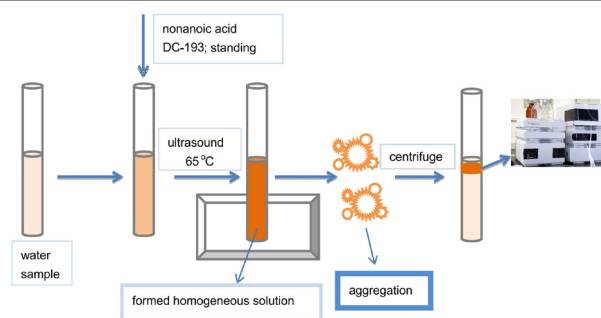 nonanoic acid
DC-193; standing
ultrasound
65 °C
centrifuge
water
sample
formed homogeneous solution
aggregation